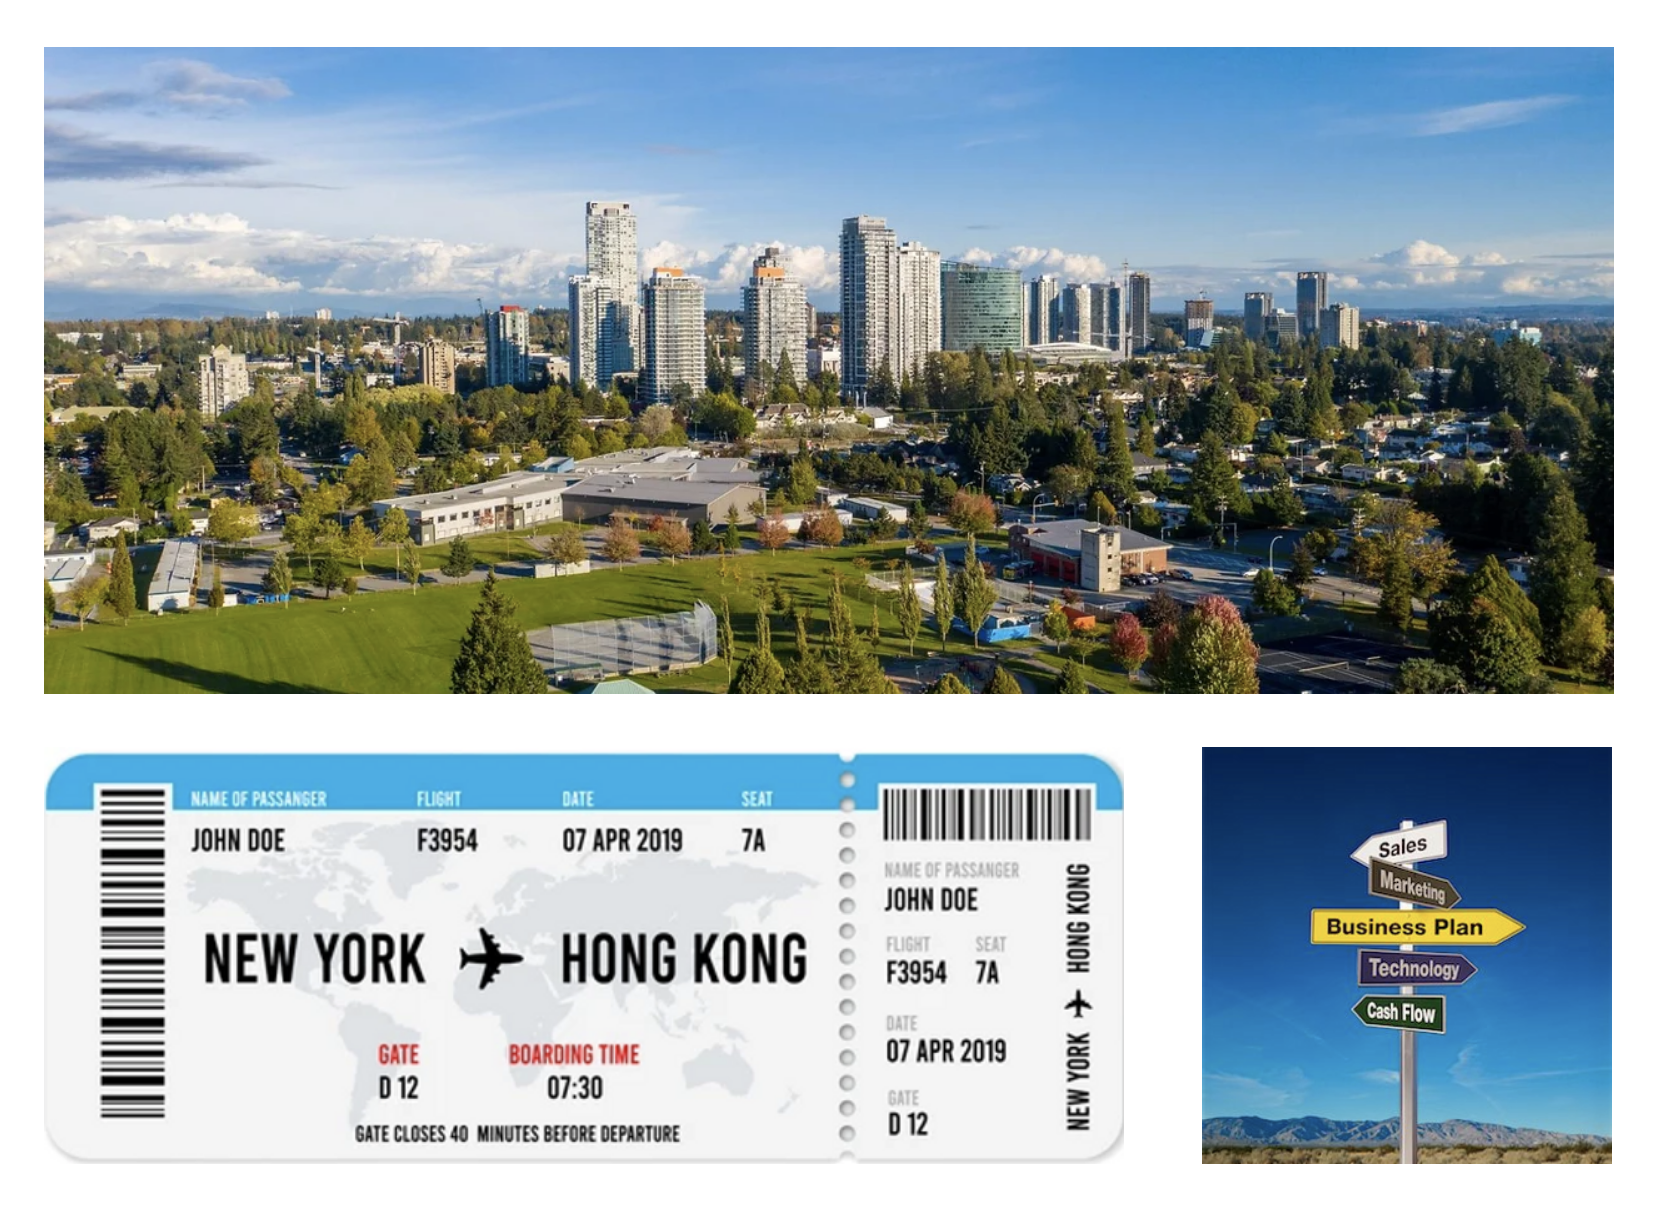 NAME OF PASSANGER FLIGHT DATE SEAT
JOHN DOE F3954 07 APR 2019 7A
NEW YORK HONG KONG
GATE BOARDING TIME
D 12 07:30
GATE CLOSES 40 MINUTES BEFORE DEPARTURE
NAME OF PASSANGER
JOHN DOE
FLIGHT SEAT
F3954 7A
DATE
07 APR 2019
GATE
D 12
NEW YORK HONG KONG
Sales
Marketing
Business Plan
Technology
Cash Flow